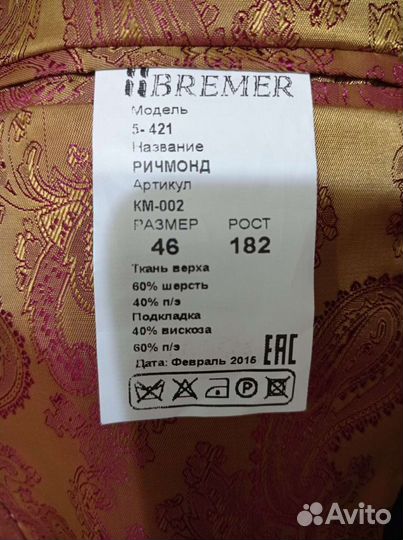 BREMER
Модель
5-421
Название
РИЧМОНД
Артикул
КМ-002
РАЗМЕР РОСТ
46 182
Ткань верха
60% шерсть
40% п/э
Подкладка
40% вискоза
60% п/э
Дата: Февраль 2015
ЕАС
Avito